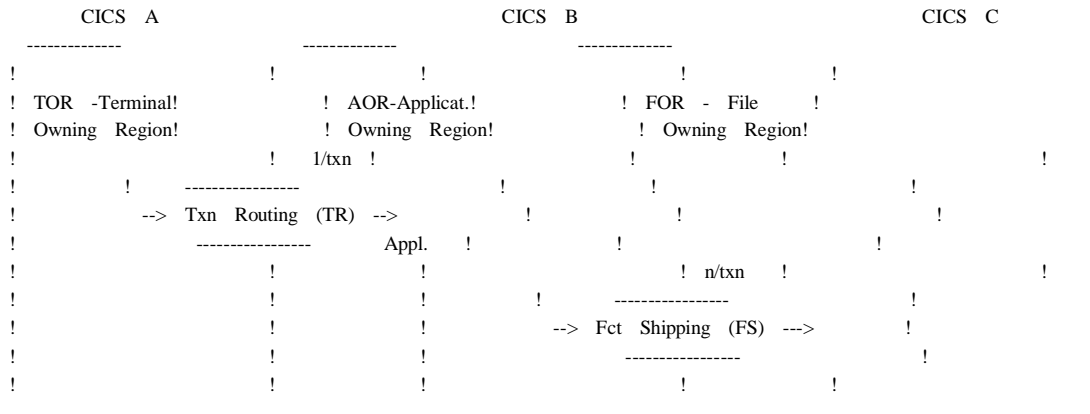 CICS A CICS B CICS C
-------------- -------------- --------------
! ! ! ! !
! TOR -Terminal! ! AOR-Applicat.! ! FOR - File !
! Owning Region! ! Owning Region! ! Owning Region!
! ! 1/txn ! ! ! !
! ! ----------------- ! ! !
! --> Txn Routing (TR) --> ! ! !
! ----------------- Appl. ! ! !
! ! ! ! n/txn ! !
! ! ! ! ----------------- !
! ! ! --> Fct Shipping (FS) ---> !
! ! ! ----------------- !
! ! ! ! !